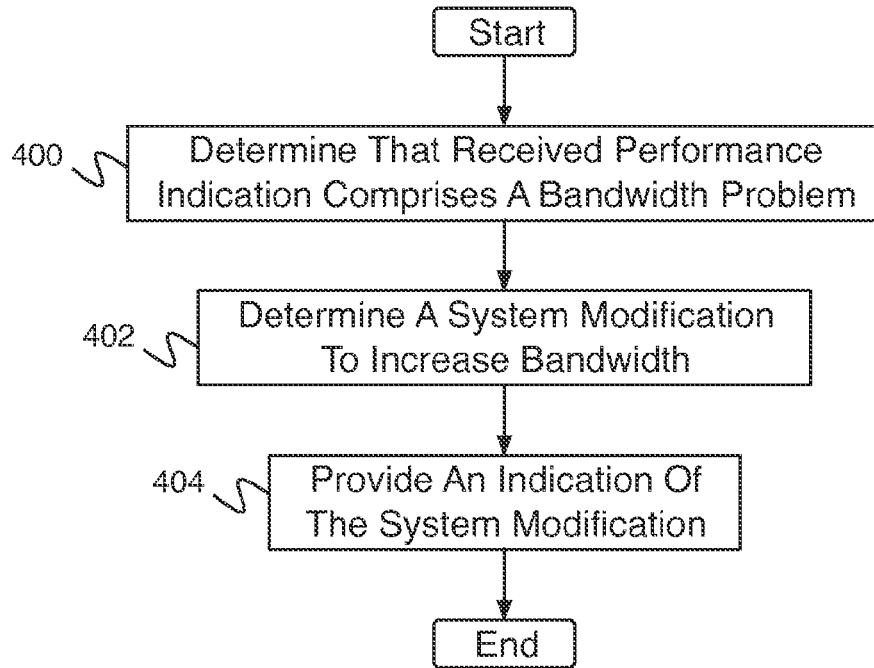 Start
400
Determine That Received Performance
Indication Comprises A Bandwidth Problem
402
Determine A System Modification
To Increase Bandwidth
404
Provide An Indication Of
The System Modification
End